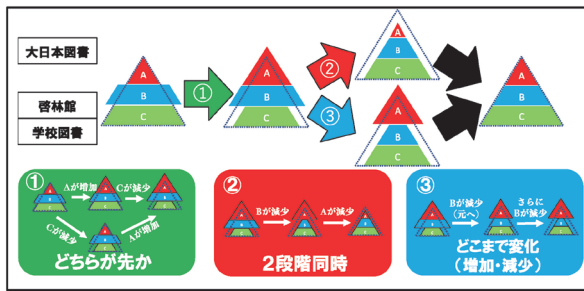 大日本図書
啓林館
学校図書
A
B
C
①
A
B
C
②
③
A
B
C
A
B
C
A
B
C
①
Aが増加
Cが減少
Cが減少
Aが増加
どちらが先か
②
Bが減少
Aが減少
2段階同時
③
Bが減少
(元へ)
さらに
Bが減少
どこまで変化
(増加・減少)